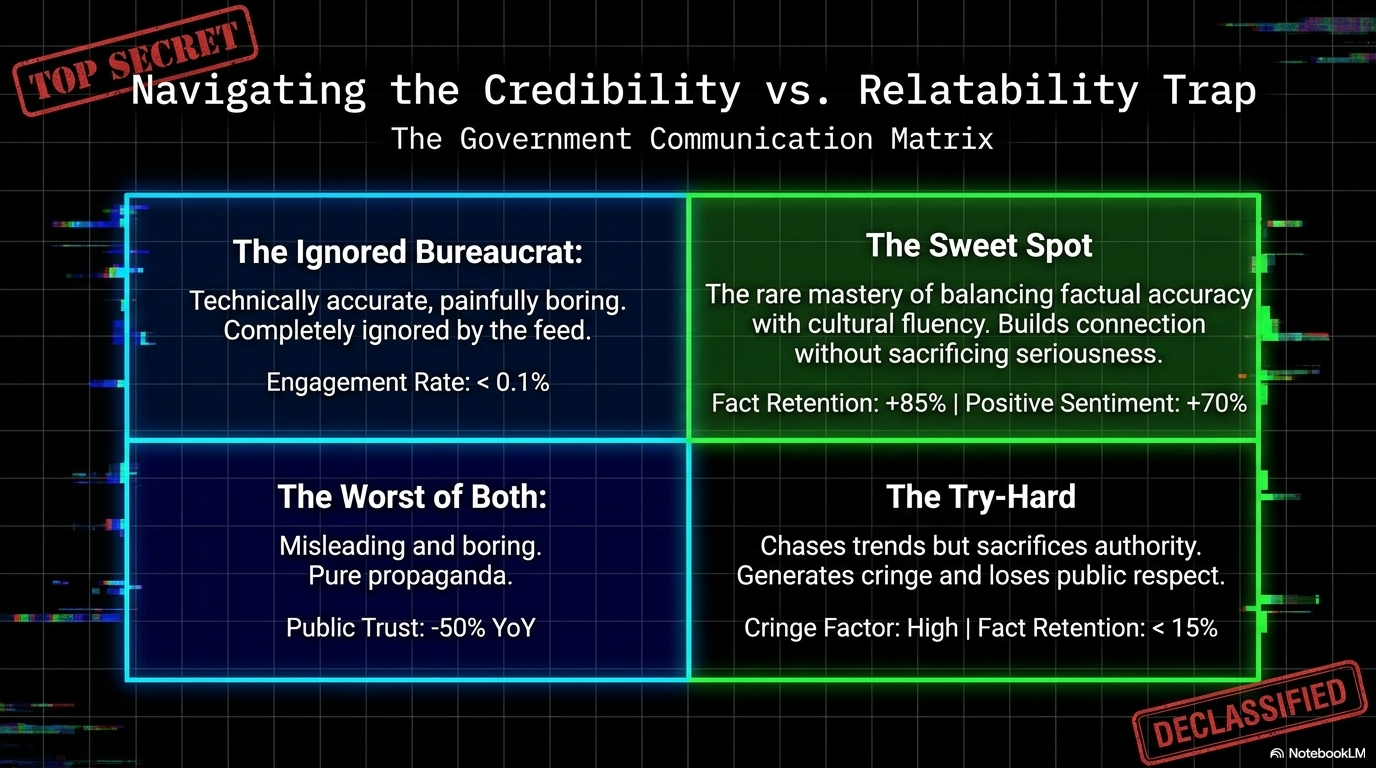 TOP SECRET
Navigating the Credibility vs. Relatability Trap
The Government Communication Matrix
The Ignored Bureaucrat:
Technically accurate, painfully boring.
Completely ignored by the feed.
Engagement Rate: < 0.1%
The Sweet Spot
The rare mastery of balancing factual accuracy
with cultural fluency. Builds connection
without sacrificing seriousness.
Fact Retention: +85% | Positive Sentiment: +70%
The Worst of Both:
Misleading and boring.
Pure propaganda.
Public Trust: -50% YoY
The Try-Hard
Chases trends but sacrifices authority.
Generates cringe and loses public respect.
Cringe Factor: High | Fact Retention: < 15%
DECLASSIFIED
NotebookLM